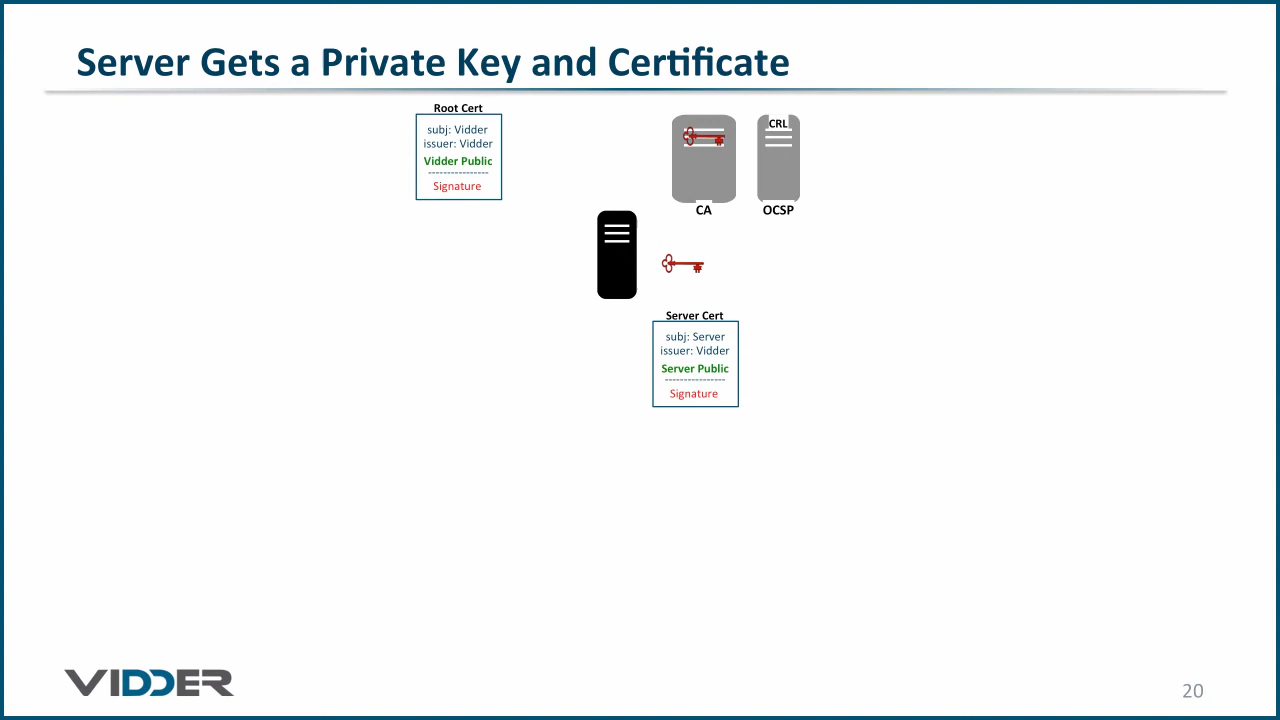 Server Gets a Private Key and Certificate
Root Cert
subj: Vidder
issuer: Vidder
Vidder Public
----------------
Signature
CRL
CA
OCSP
Server Cert
subj: Server
issuer: Vidder
Server Public
----------------
Signature
VIDDER
20